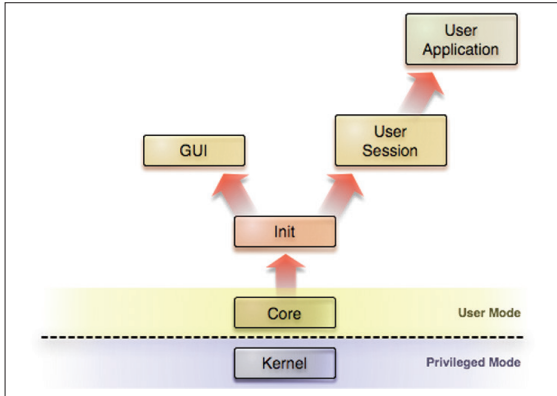 User
Application
GUI
User
Session
Init
Core
User Mode
Kernel
Privileged Mode